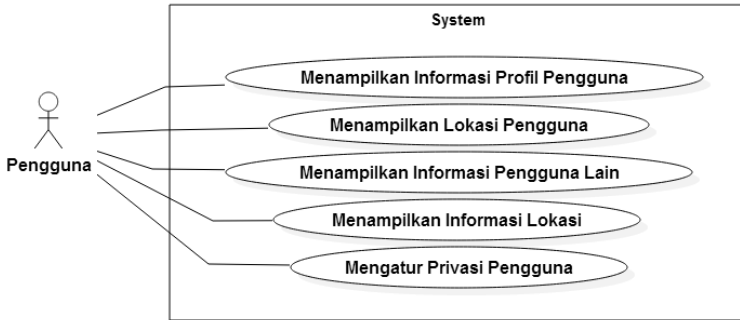 System
Menampilkan Informasi Profil Pengguna
Menampilkan Lokasi Pengguna
Pengguna
Menampilkan Informasi Pengguna Lain
Menampilkan Informasi Lokasi
Mengatur Privasi Pengguna